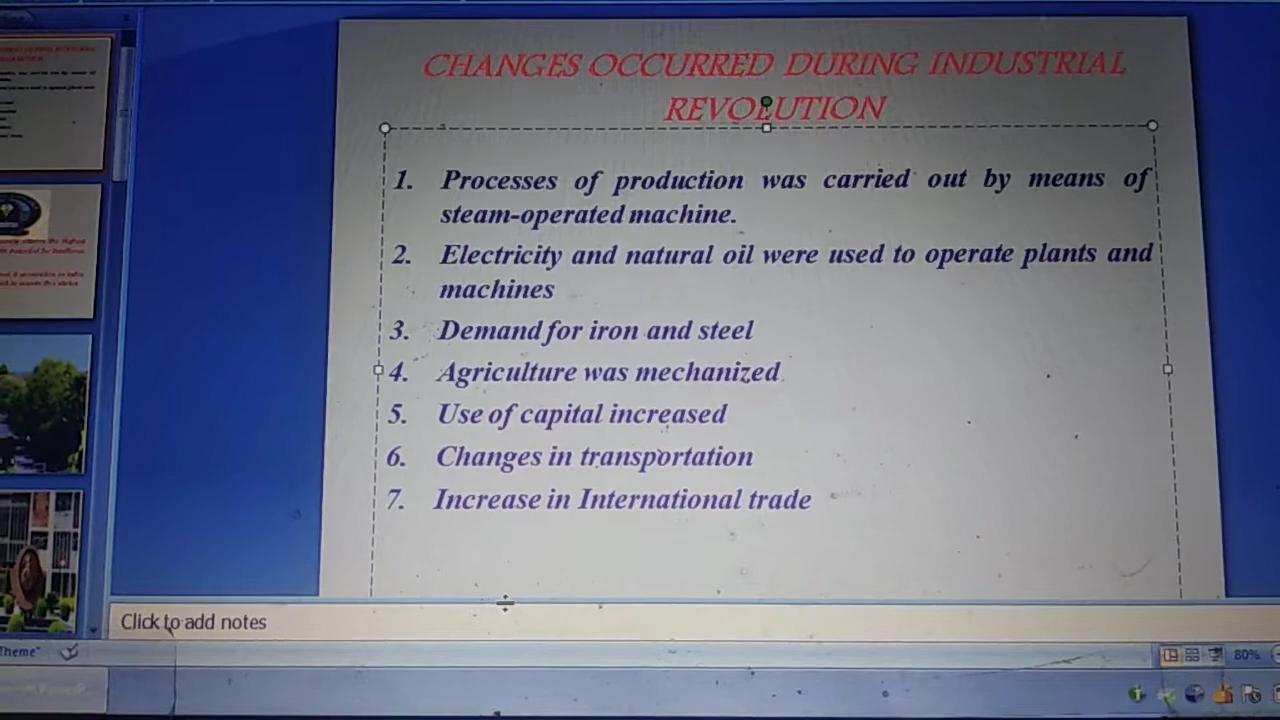 CHANGES OCCURRED DURING INDUSTRIAL
REVOLUTION
1. Processes of production was carried out by means of
steam-operated machine.
2. Electricity and natural oil were used to operate plants and
machines
3. Demand for iron and steel
4. Agriculture was mechanized
5. Use of capital increased
6. Changes in transportation
7. Increase in International trade
Click to add notes
Theme"
80%